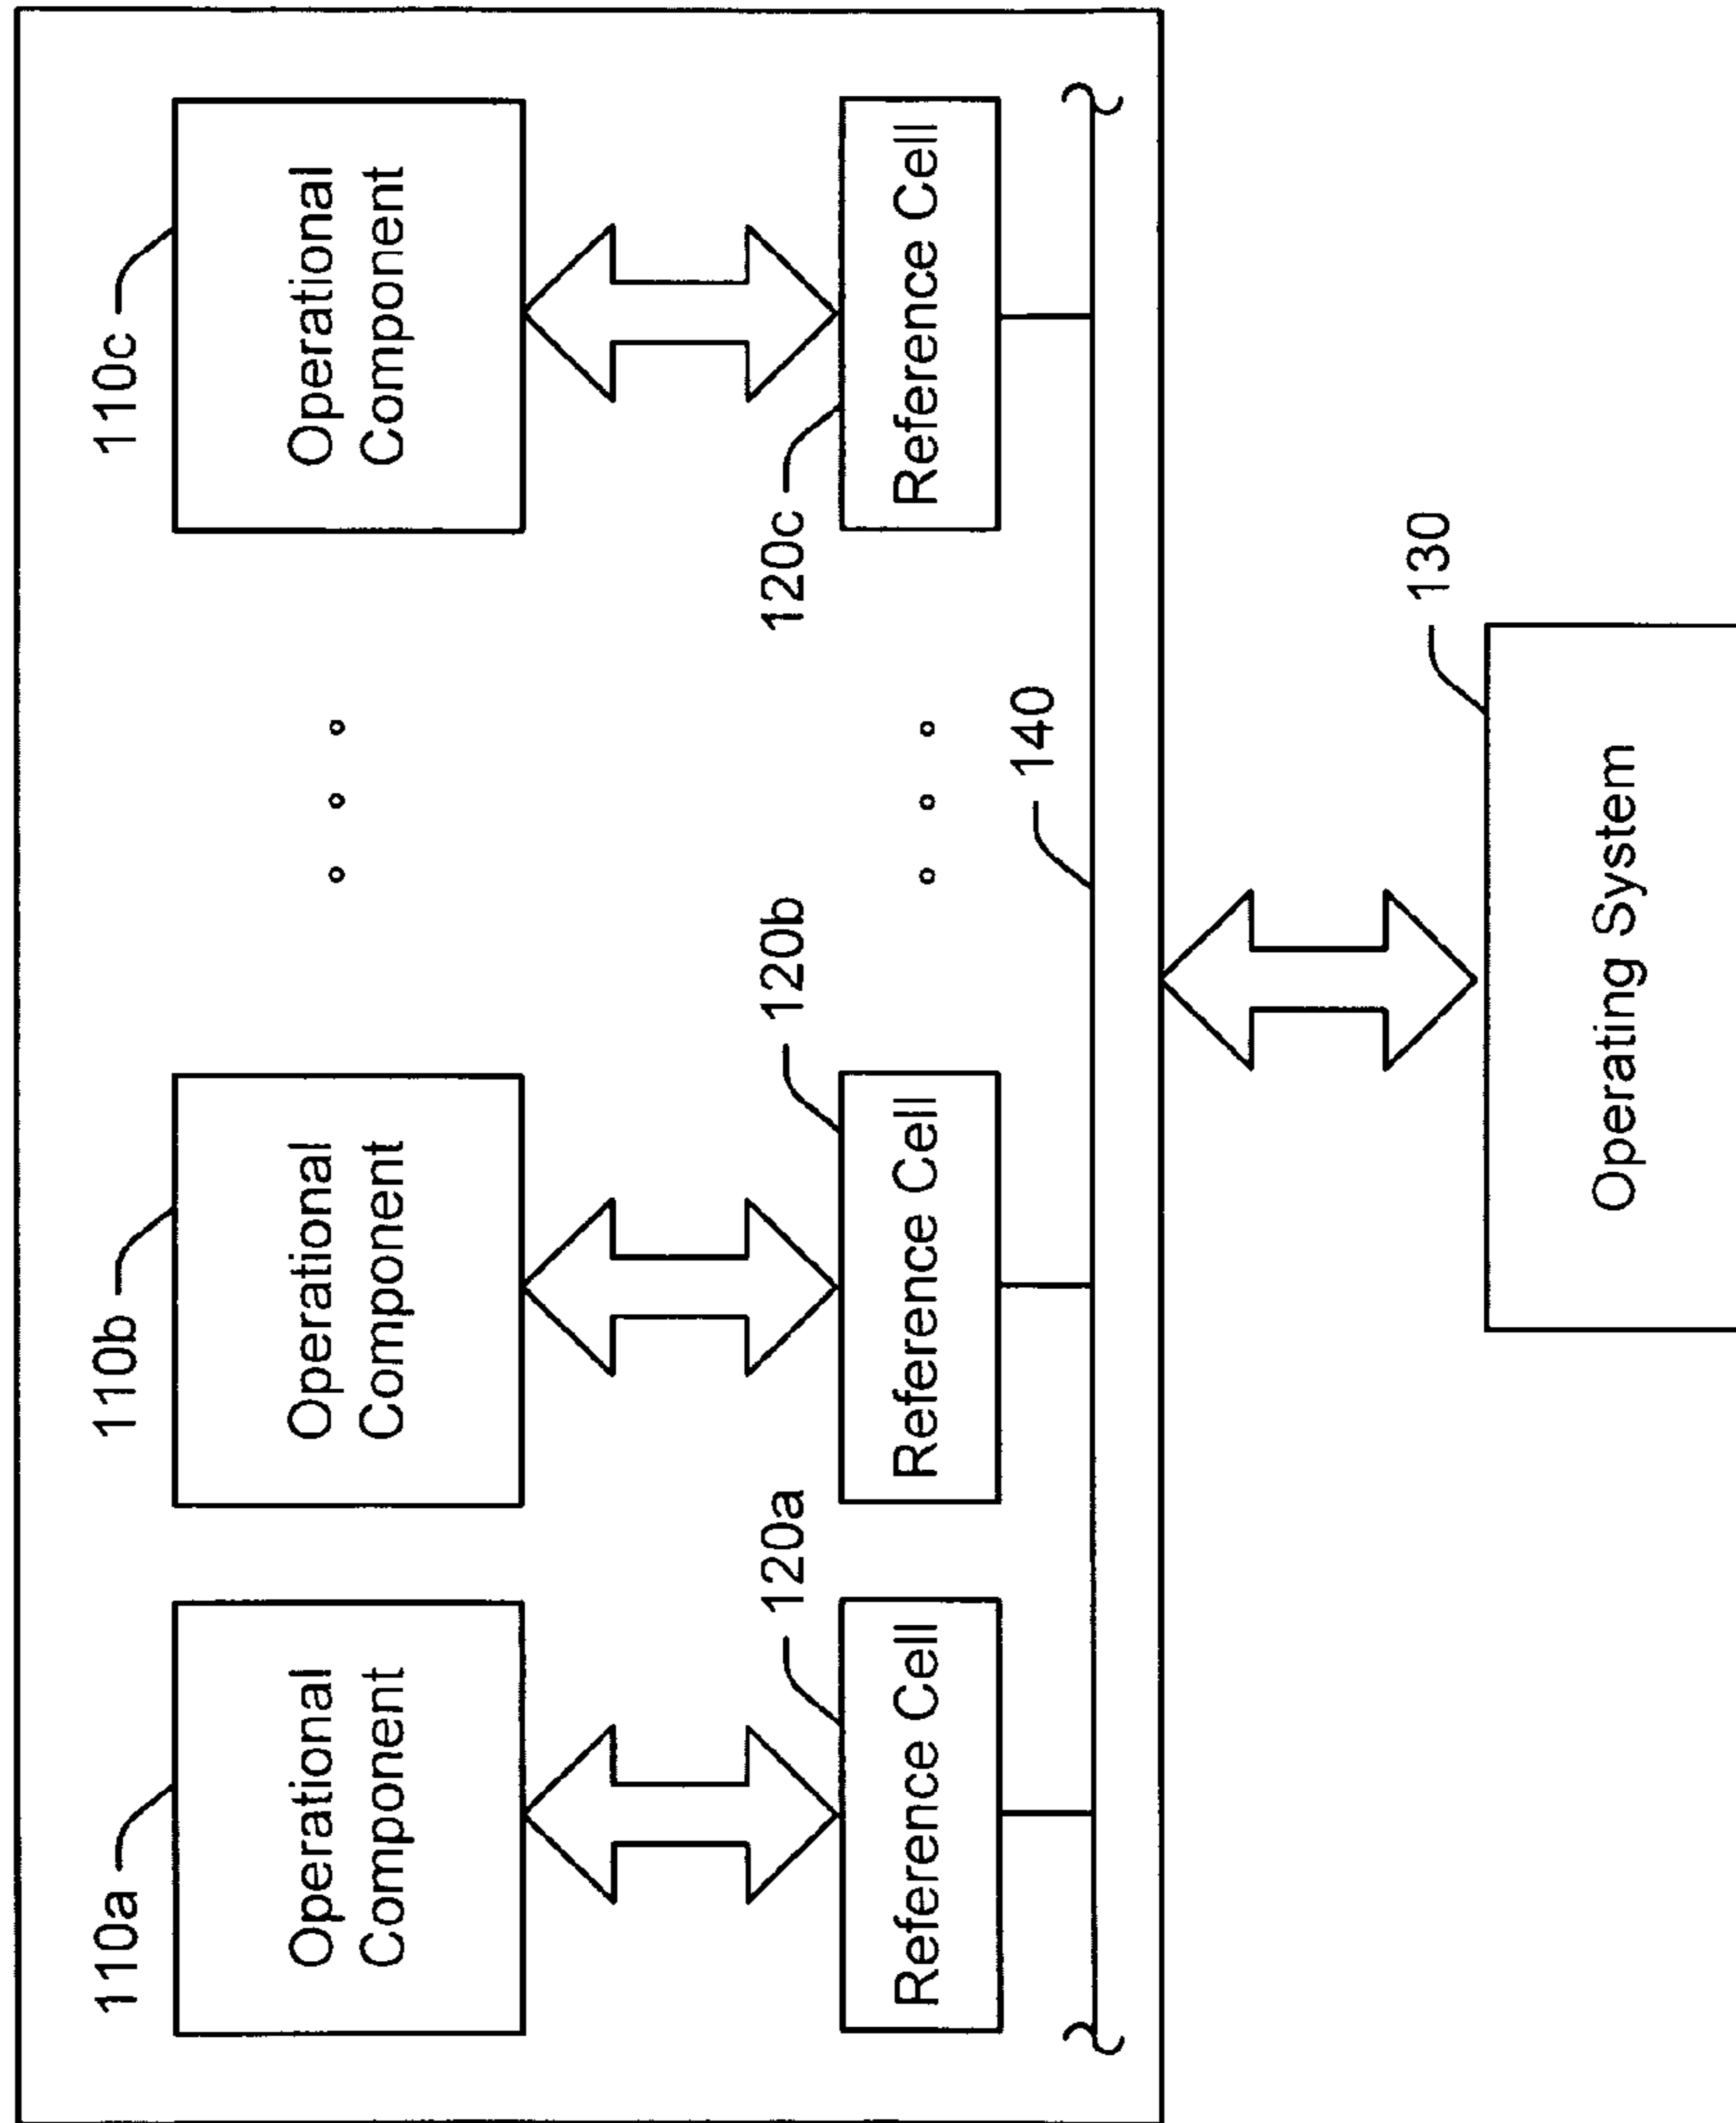 110a
110b
110c
Operational
Component
Operational
Component
Operational
Component
120a
120b
120c
Reference Cell
Reference Cell
Reference Cell
140
130
Operating System